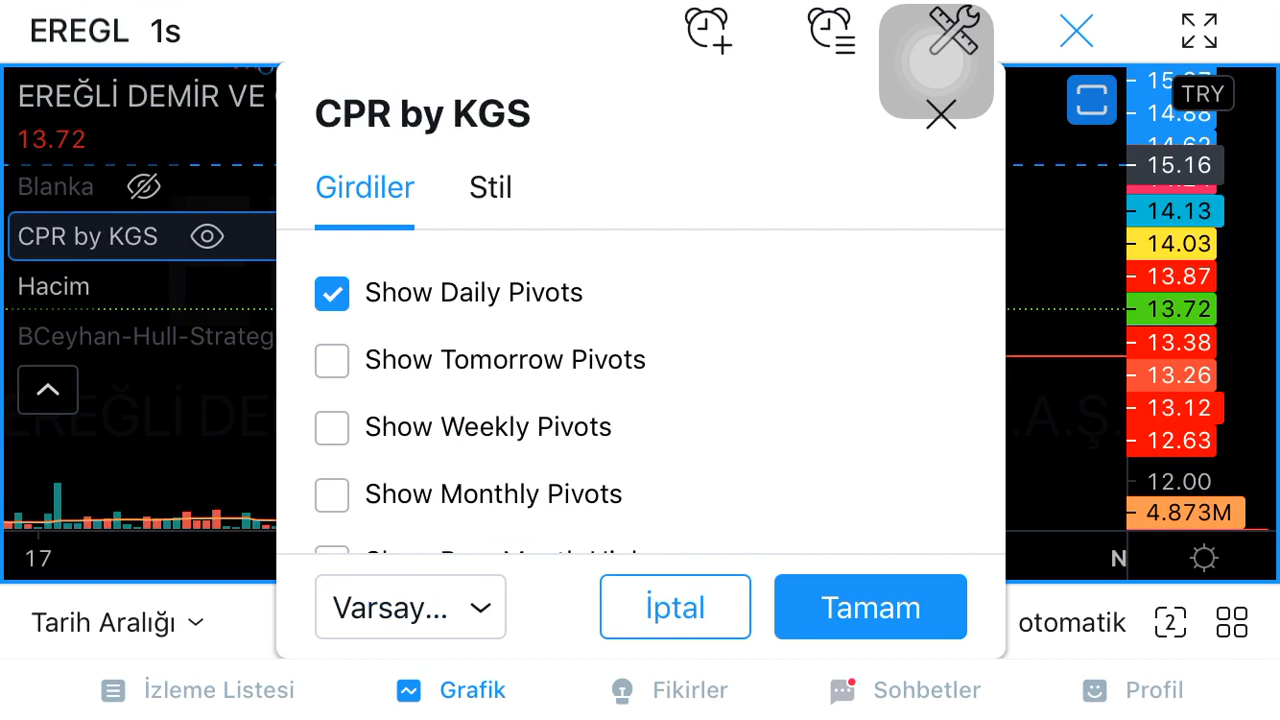 EREGL 1s
EREĞLİ DEMİR VE
TRY
13.72
Blanka
CPR by KGS
Hacim
BCeyhan-Hull-Strateg
CPR by KGS
Girdiler Stil
Show Daily Pivots
Show Tomorrow Pivots
Show Weekly Pivots
Show Monthly Pivots
Varsay... İptal Tamam
14.88
15.16
14.13
14.03
13.87
13.72
13.38
13.26
13.12
12.63
12.00
4.873M
17
N
Tarih Aralığı
otomatik
2
İzleme Listesi Grafik Fikirler Sohbetler Profil